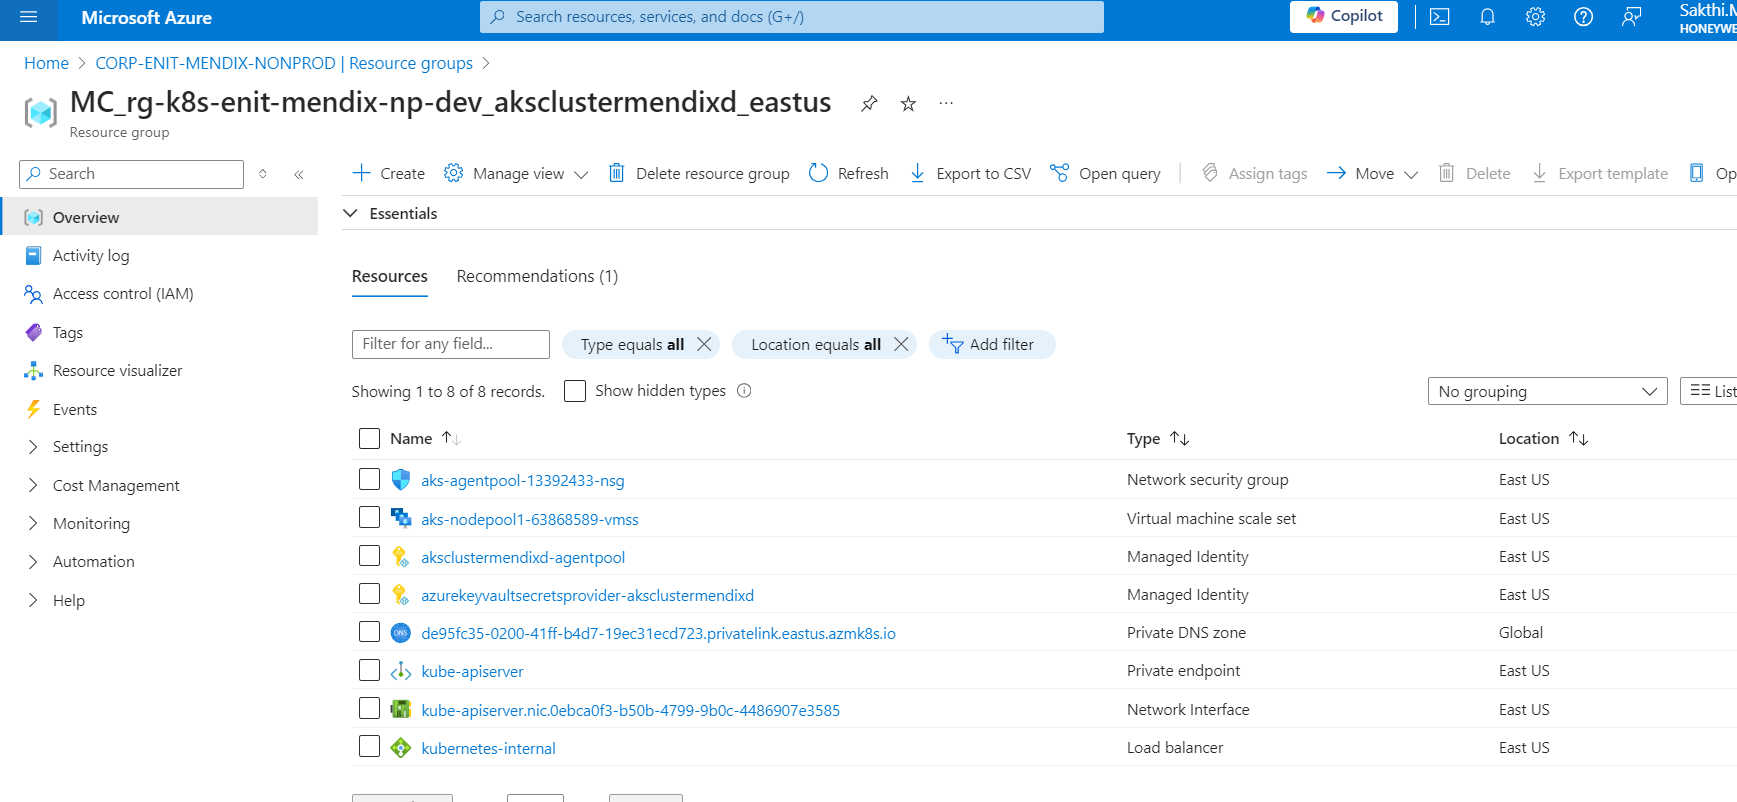 Microsoft Azure
Search resources, services, and docs (G+/)
Copilot
Sakthi.M
HONEYWE
Home > CORP-ENIT-MENDIX-NONPROD | Resource groups >
MC_rg-k8s-enit-mendix-np-dev_aksclustermendixd_eastus
Resource group
Search
Create
Manage view
Delete resource group
Refresh
Export to CSV
Open query
Assign tags
Move
Delete
Export template
Op
Overview
Activity log
Access control (IAM)
Tags
Resource visualizer
Events
Settings
Cost Management
Monitoring
Automation
Help
Essentials
Resources
Recommendations (1)
Filter for any field...
Type equals all
Location equals all
Add filter
Showing 1 to 8 of 8 records.
Show hidden types
No grouping
List
Name Type Location
aks-agentpool-13392433-nsg Network security group East US
aks-nodepool1-63868589-vmss Virtual machine scale set East US
aksclustermendixd-agentpool Managed Identity East US
azurekeyvaultsecretsprovider-aksclustermendixd Managed Identity East US
DNS de95fc35-0200-41ff-b4d7-19ec31ecd723.privatelink.eastus.azmk8s.io Private DNS zone Global
kube-apiserver Private endpoint East US
kube-apiserver.nic.0ebca0f3-b50b-4799-9b0c-4486907e3585 Network Interface East US
kubernetes-internal Load balancer East US